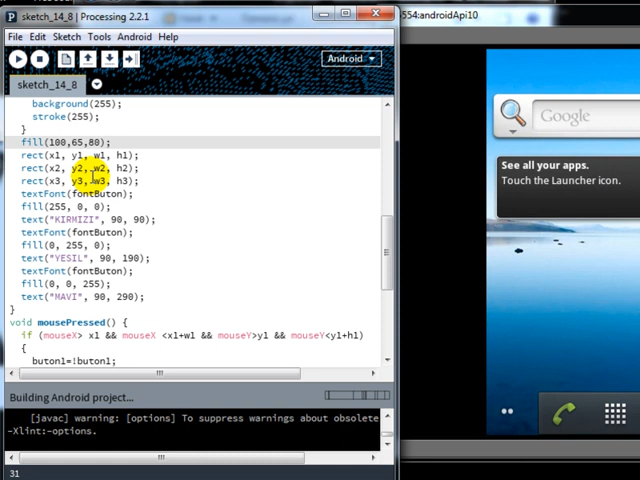 sketch_14_8 | Processing 2.2.1
554:androidApi10
File Edit Sketch Tools Android Help
Android
sketch_14_8
background(255);
stroke(255);
}
fill(100,65,80);
rect(x1, y1, w1, h1);
rect(x2, y2, w2, h2);
rect(x3, y3, w3, h3);
textFont(fontButon);
fill(255, 0, 0);
text("KIRMIZI", 90, 90);
textFont(fontButon);
fill(0, 255, 0);
text("YESIL", 90, 190);
textFont(fontButon);
fill(0, 0, 255);
text("MAVI", 90, 290);
}
void mousePressed() {
if (mouseX> x1 && mouseX <x1+w1 && mouseY>y1 && mouseY<y1+h1)
{
buton1=!buton1;
Building Android project...
[javac] warning: [options] To suppress warnings about obsolete
-Xlint:-options.
31
Google
See all your apps.
Touch the Launcher icon.